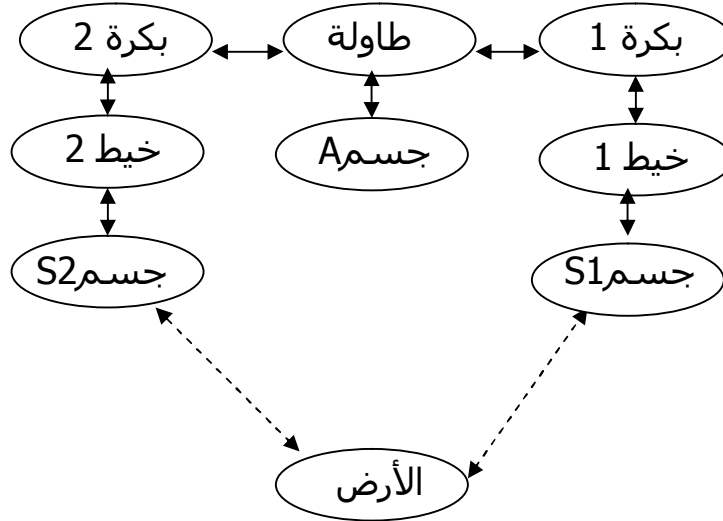 بكرة 1
طاولة
بكرة 2
خيط 1
جسمA
خيط 2
جسمS1
جسمS2
الأرض